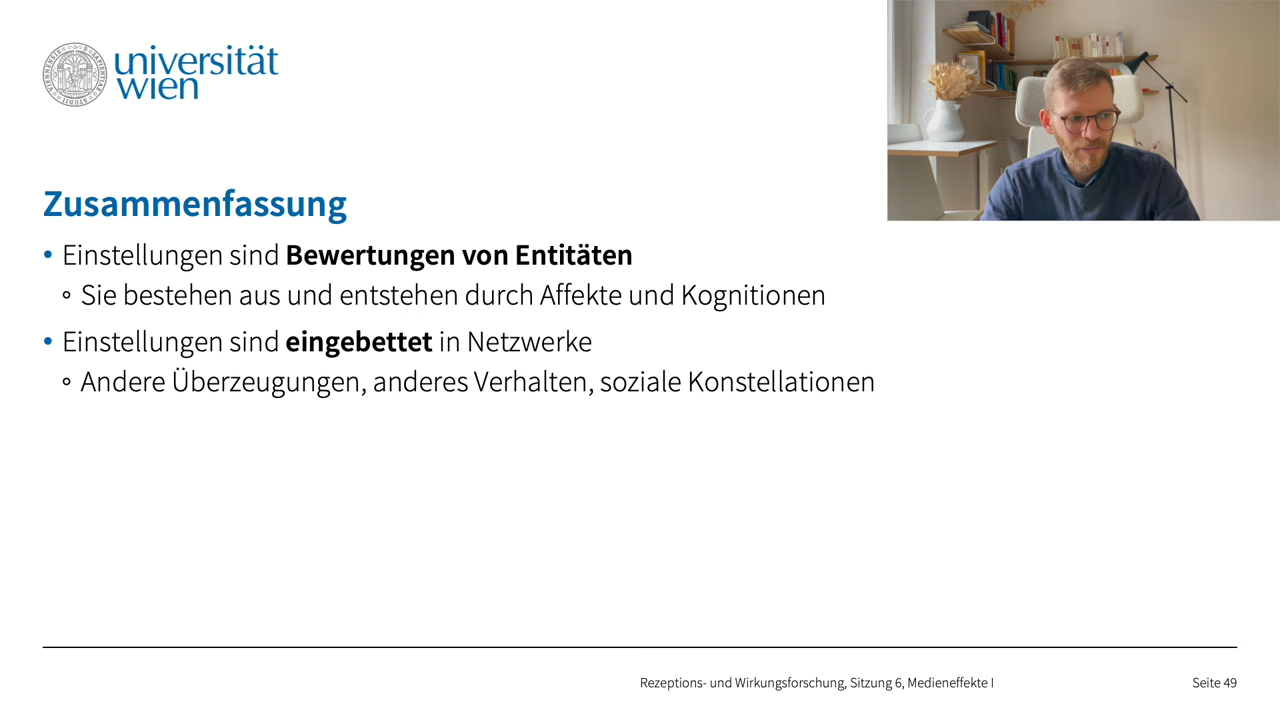 universität
wien
Zusammenfassung
• Einstellungen sind Bewertungen von Entitäten
◦ Sie bestehen aus und entstehen durch Affekte und Kognitionen
• Einstellungen sind eingebettet in Netzwerke
◦ Andere Überzeugungen, anderes Verhalten, soziale Konstellationen
Rezeptions- und Wirkungsforschung, Sitzung 6, Medieneffekte I
Seite 49